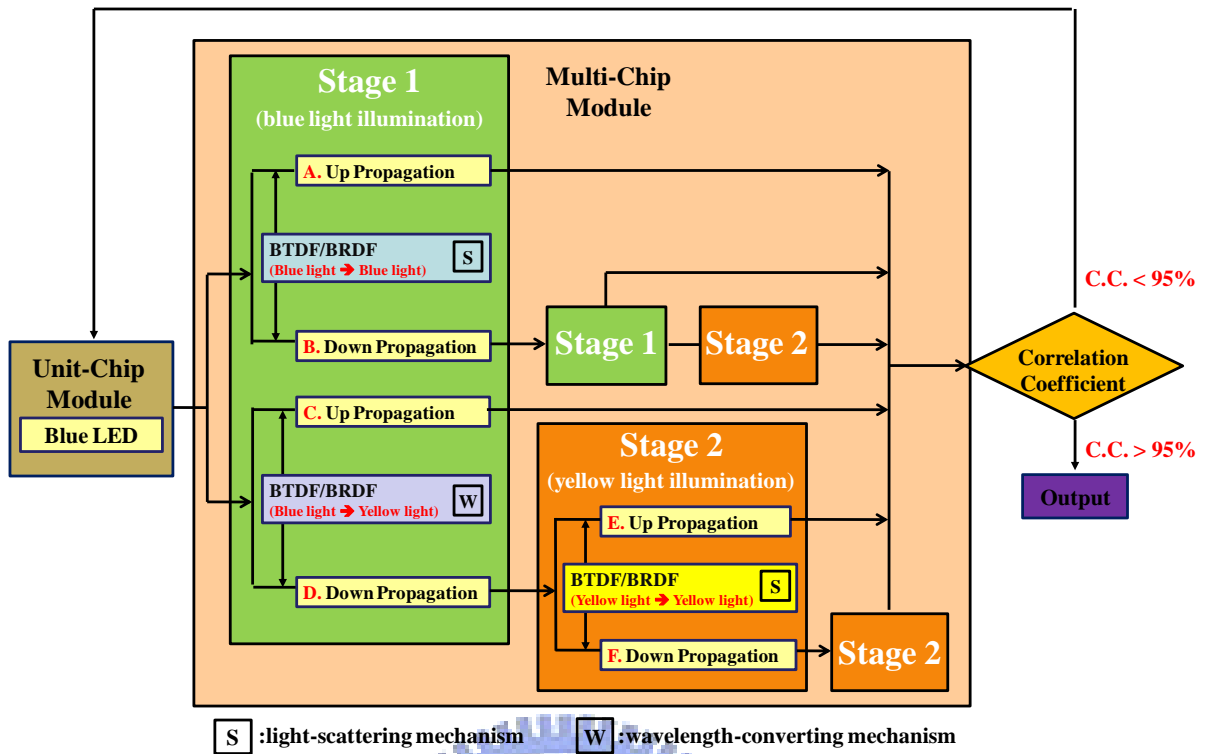 Multi-Chip
Module
Stage 1
(blue light illumination)
A. Up Propagation
BTDF/BRDF
(Blue light ➔ Blue light)
S
B. Down Propagation
Stage 1
Stage 2
C. Up Propagation
BTDF/BRDF
(Blue light ➔ Yellow light)
W
D. Down Propagation
Stage 2
(yellow light illumination)
E. Up Propagation
BTDF/BRDF
(Yellow light ➔ Yellow light)
S
F. Down Propagation
Stage 2
Unit-Chip
Module
Blue LED
C.C. < 95%
Correlation
Coefficient
C.C. > 95%
Output
S :light-scattering mechanism
W :wavelength-converting mechanism